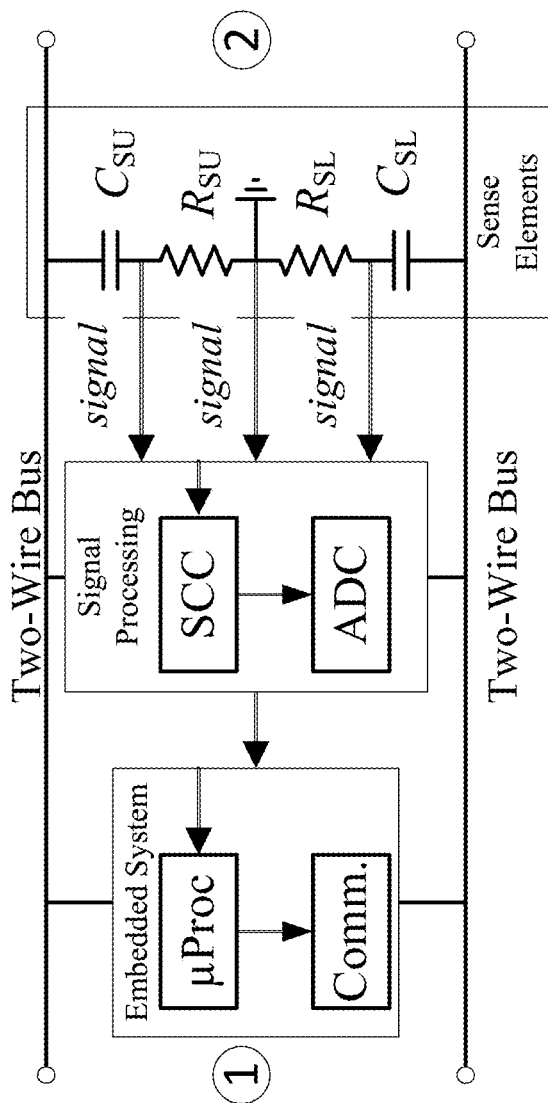 Two-Wire Bus
1
Embedded System
μProc
Comm.
Signal
Processing
SCC
ADC
signal
signal
signal
C_SU
R_SU
R_SL
C_SL
Sense
Elements
2
Two-Wire Bus